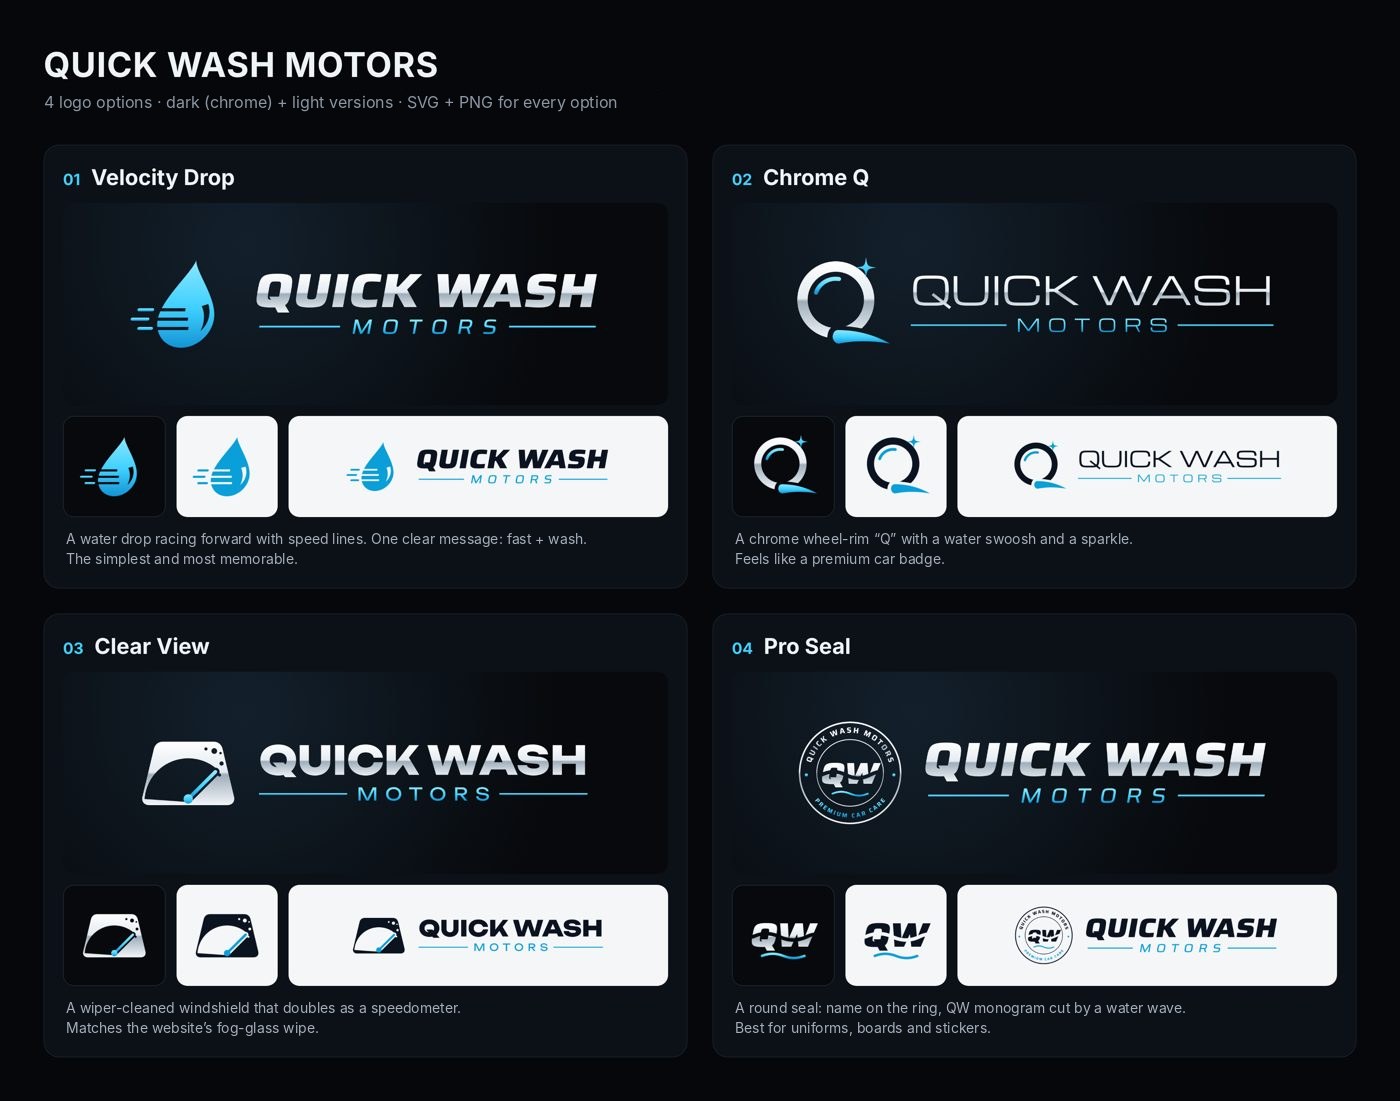 QUICK WASH MOTORS
4 logo options · dark (chrome) + light versions · SVG + PNG for every option
01 Velocity Drop
QUICK WASH
MOTORS
QUICK WASH
MOTORS
A water drop racing forward with speed lines. One clear message: fast + wash.
The simplest and most memorable.
02 Chrome Q
QUICK WASH
MOTORS
QUICK WASH
MOTORS
A chrome wheel-rim “Q” with a water swoosh and a sparkle.
Feels like a premium car badge.
03 Clear View
QUICK WASH
MOTORS
QUICK WASH
MOTORS
A wiper-cleaned windshield that doubles as a speedometer.
Matches the website’s fog-glass wipe.
04 Pro Seal
QUICK WASH MOTORS
QW
PREMIUM CAR CARE
QUICK WASH
MOTORS
QW
QW
QUICK WASH MOTORS
QW
PREMIUM CAR CARE
QUICK WASH
MOTORS
A round seal: name on the ring, QW monogram cut by a water wave.
Best for uniforms, boards and stickers.